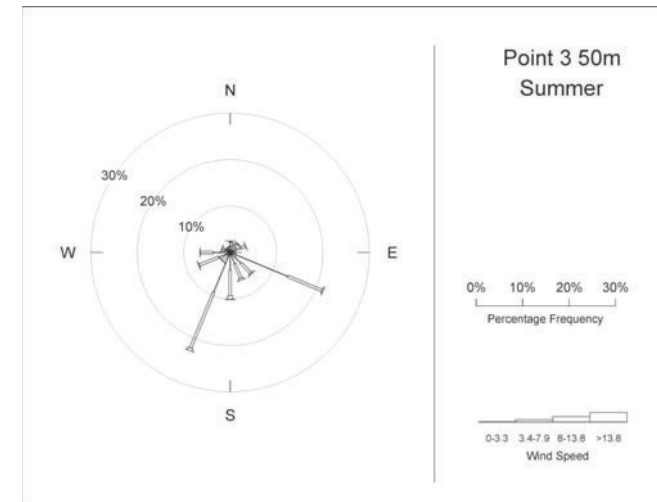 Point 3 50m
Summer
N
30%
20%
10%
W
E
S
0% 10% 20% 30%
Percentage Frequency
0-3.3 3.4-7.9 8-13.8 >13.8
Wind Speed